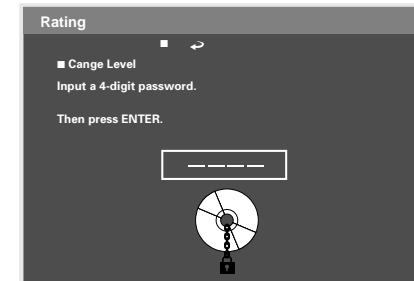 Rating
■ Cange Level
Input a 4-digit password.
Then press ENTER.